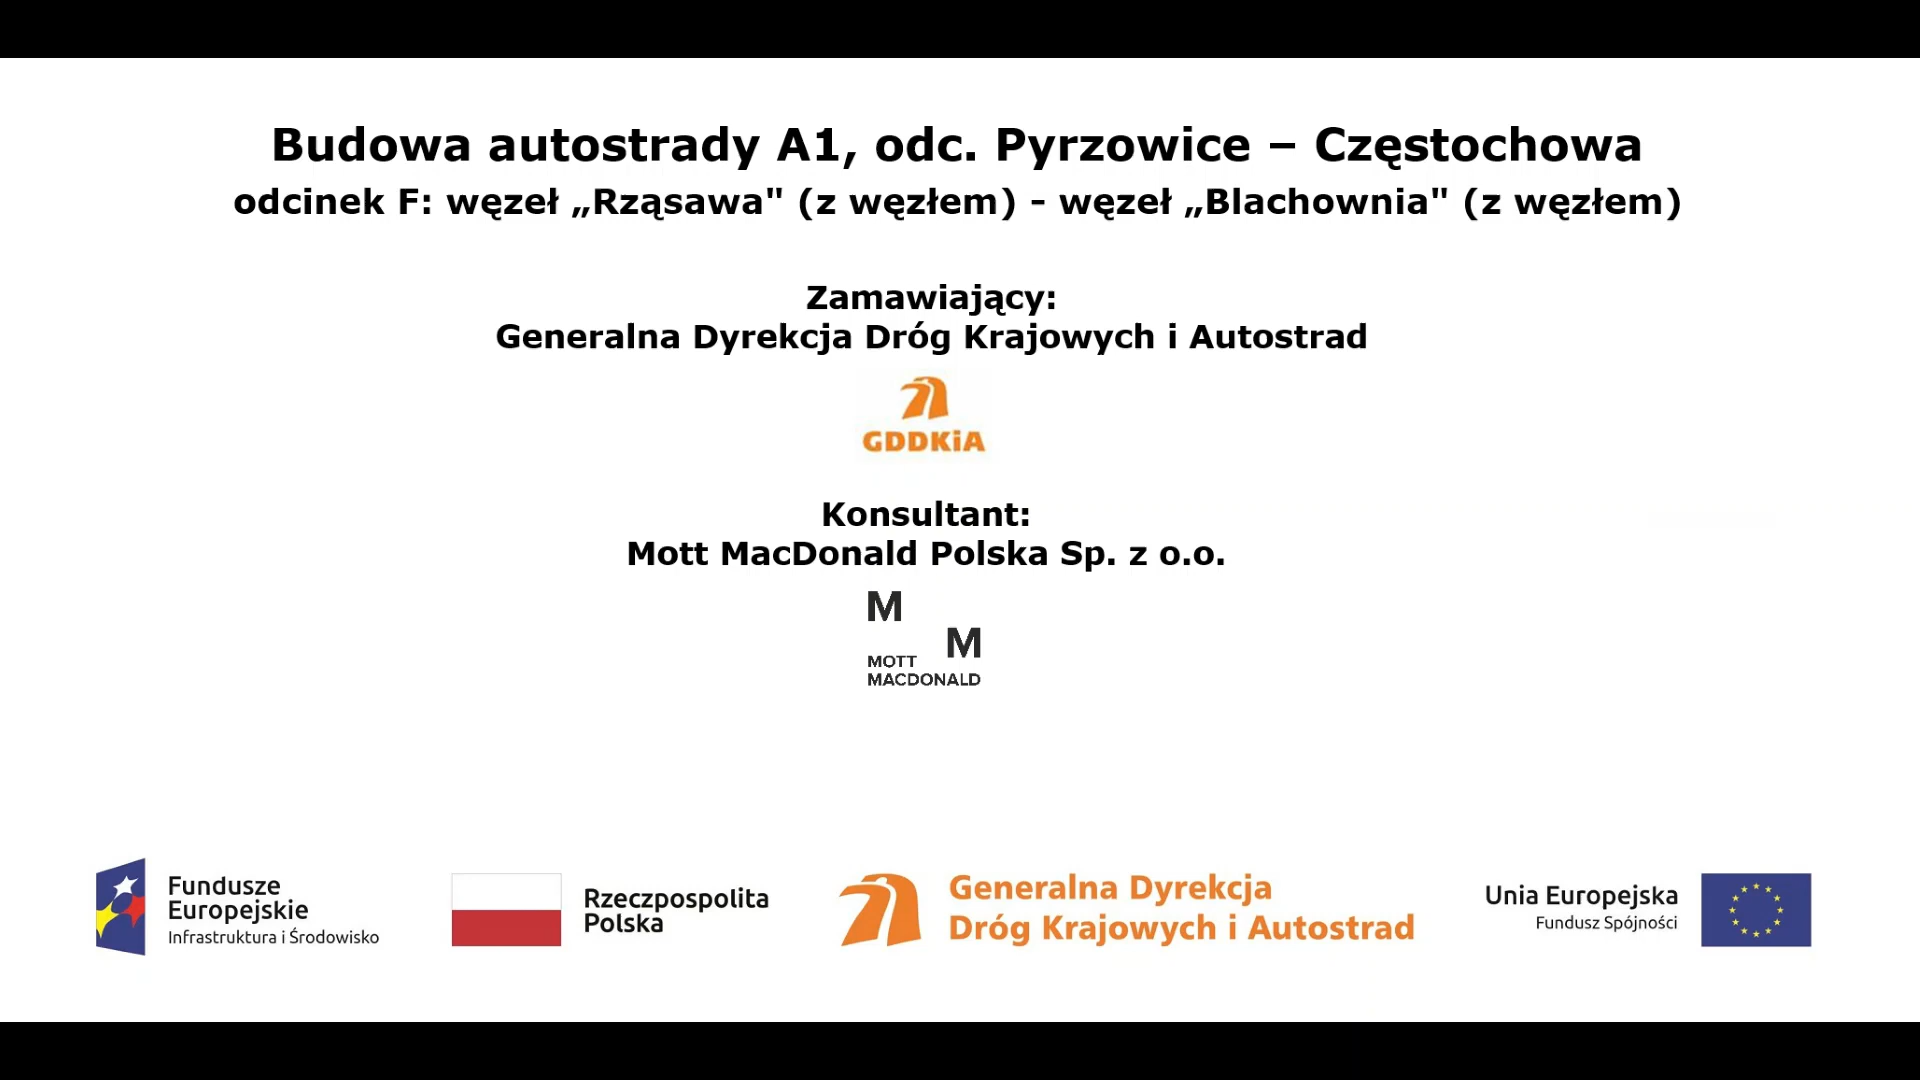 Budowa autostrady A1, odc. Pyrzowice – Częstochowa
odcinek F: węzeł „Rząsawa" (z węzłem) - węzeł „Blachownia" (z węzłem)
Zamawiający:
Generalna Dyrekcja Dróg Krajowych i Autostrad
GDDKiA
Konsultant:
Mott MacDonald Polska Sp. z o.o.
M
M
MOTT
MACDONALD
Fundusze
Europejskie
Infrastruktura i Środowisko
Rzeczpospolita
Polska
Generalna Dyrekcja
Dróg Krajowych i Autostrad
Unia Europejska
Fundusz Spójności